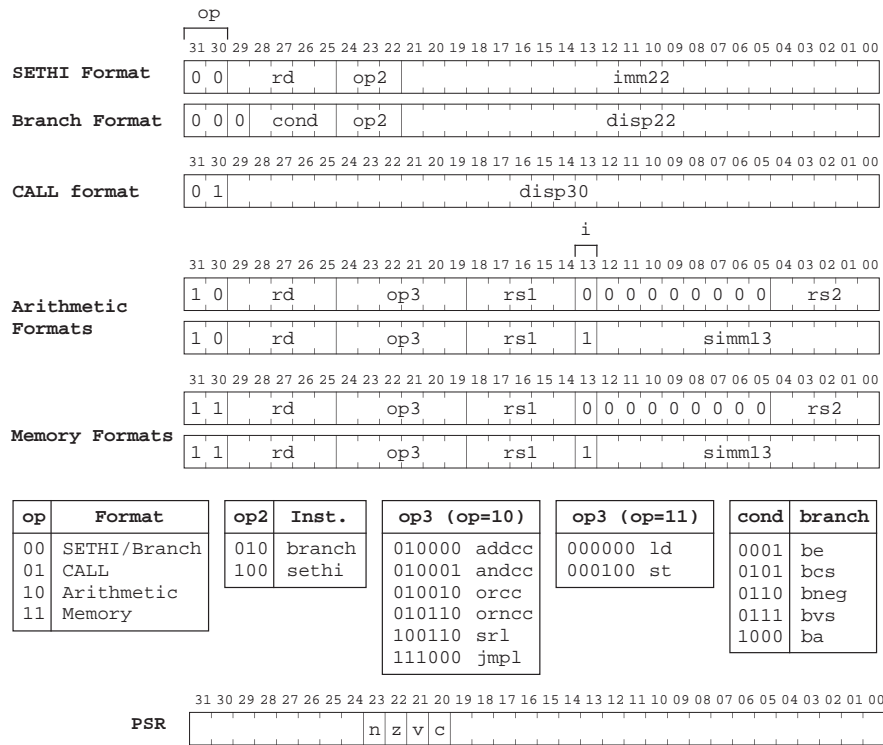 op
31 30 29 28 27 26 25 24 23 22 21 20 19 18 17 16 15 14 13 12 11 10 09 08 07 06 05 04 03 02 01 00
SETHI Format 0 0 rd op2 imm22
Branch Format 0 0 0 cond op2 disp22
31 30 29 28 27 26 25 24 23 22 21 20 19 18 17 16 15 14 13 12 11 10 09 08 07 06 05 04 03 02 01 00
CALL format 0 1 disp30
i
31 30 29 28 27 26 25 24 23 22 21 20 19 18 17 16 15 14 13 12 11 10 09 08 07 06 05 04 03 02 01 00
Arithmetic
Formats
1 0 rd op3 rs1 0 0 0 0 0 0 0 0 0 rs2
1 0 rd op3 rs1 1 simm13
31 30 29 28 27 26 25 24 23 22 21 20 19 18 17 16 15 14 13 12 11 10 09 08 07 06 05 04 03 02 01 00
Memory Formats
1 1 rd op3 rs1 0 0 0 0 0 0 0 0 0 rs2
1 1 rd op3 rs1 1 simm13
op Format
00 SETHI/Branch
01 CALL
10 Arithmetic
11 Memory
op2 Inst.
010 branch
100 sethi
op3 (op=10)
010000 addcc
010001 andcc
010010 orcc
010110 orncc
100110 srl
111000 jmpl
op3 (op=11)
000000 ld
000100 st
cond branch
0001 be
0101 bcs
0110 bneg
0111 bvs
1000 ba
31 30 29 28 27 26 25 24 23 22 21 20 19 18 17 16 15 14 13 12 11 10 09 08 07 06 05 04 03 02 01 00
PSR n z v c